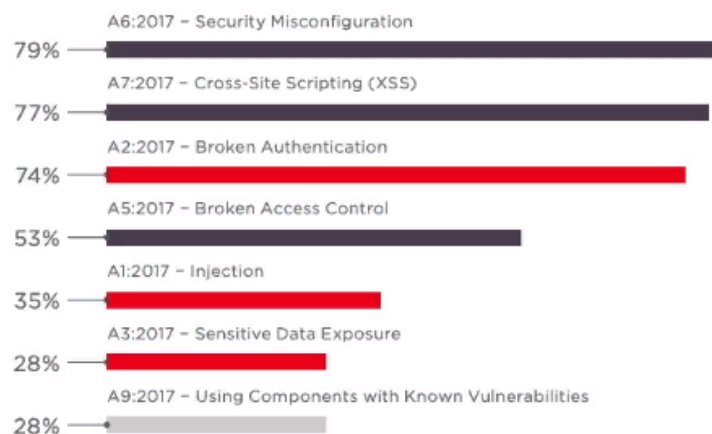 A6:2017 – Security Misconfiguration
79%
A7:2017 – Cross-Site Scripting (XSS)
77%
A2:2017 – Broken Authentication
74%
A5:2017 – Broken Access Control
53%
A1:2017 – Injection
35%
A3:2017 – Sensitive Data Exposure
28%
A9:2017 – Using Components with Known Vulnerabilities
28%